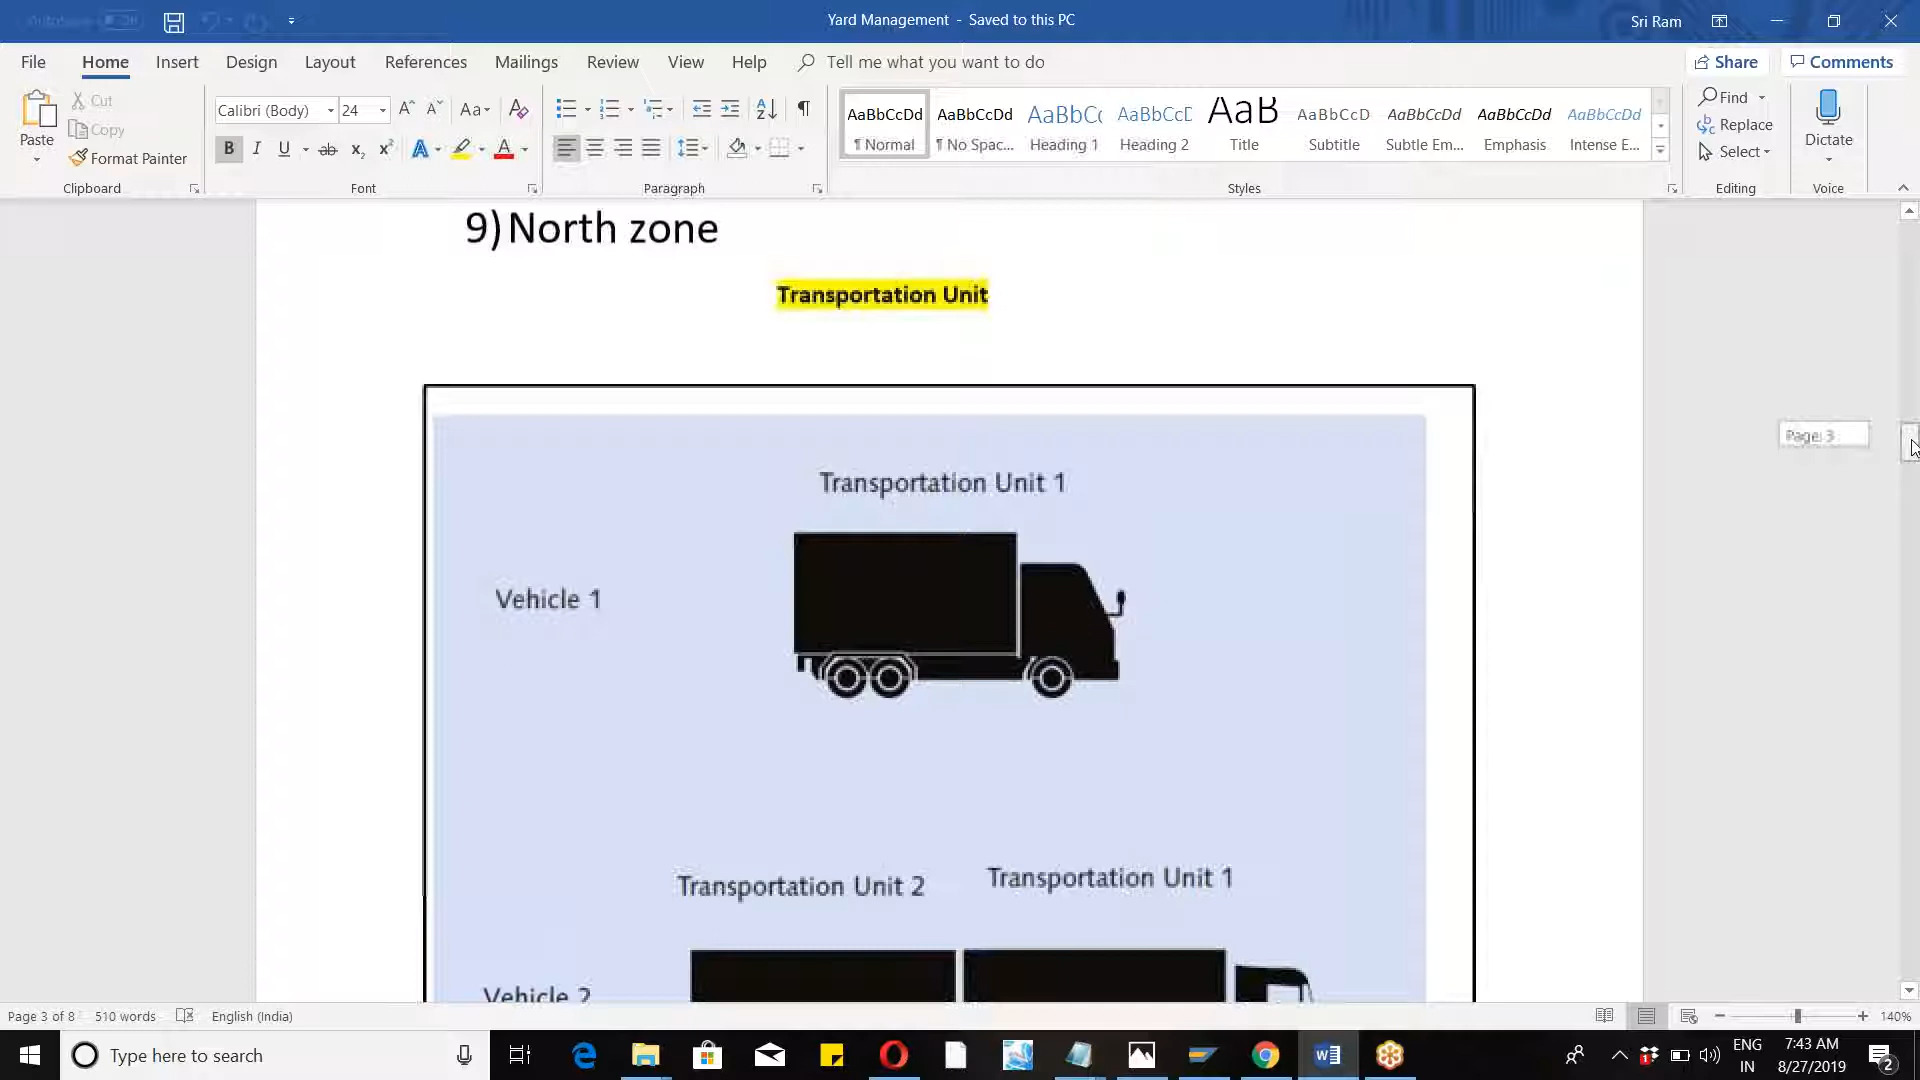 Yard Management - Saved to this PC
Sri Ram
File Home Insert Design Layout References Mailings Review View Help Tell me what you want to do
Share Comments
Paste
Cut
Copy
Format Painter
Clipboard
Calibri (Body) 24
Font
Paragraph
AaBbCcDd AaBbCcDd AaBbCc AaBbCcD AaB AaBbCcD AaBbCcDd AaBbCcDd AaBbCcDd
¶ Normal ¶ No Spac... Heading 1 Heading 2 Title Subtitle Subtle Em... Emphasis Intense E...
Styles
Find
Replace
Select
Editing
Dictate
Voice
9) North zone
Transportation Unit
Page: 3
Transportation Unit 1
Vehicle 1
Transportation Unit 2 Transportation Unit 1
Vehicle 2
Page 3 of 8 510 words English (India) 140%
Type here to search
ENG
IN
7:43 AM
8/27/2019
2